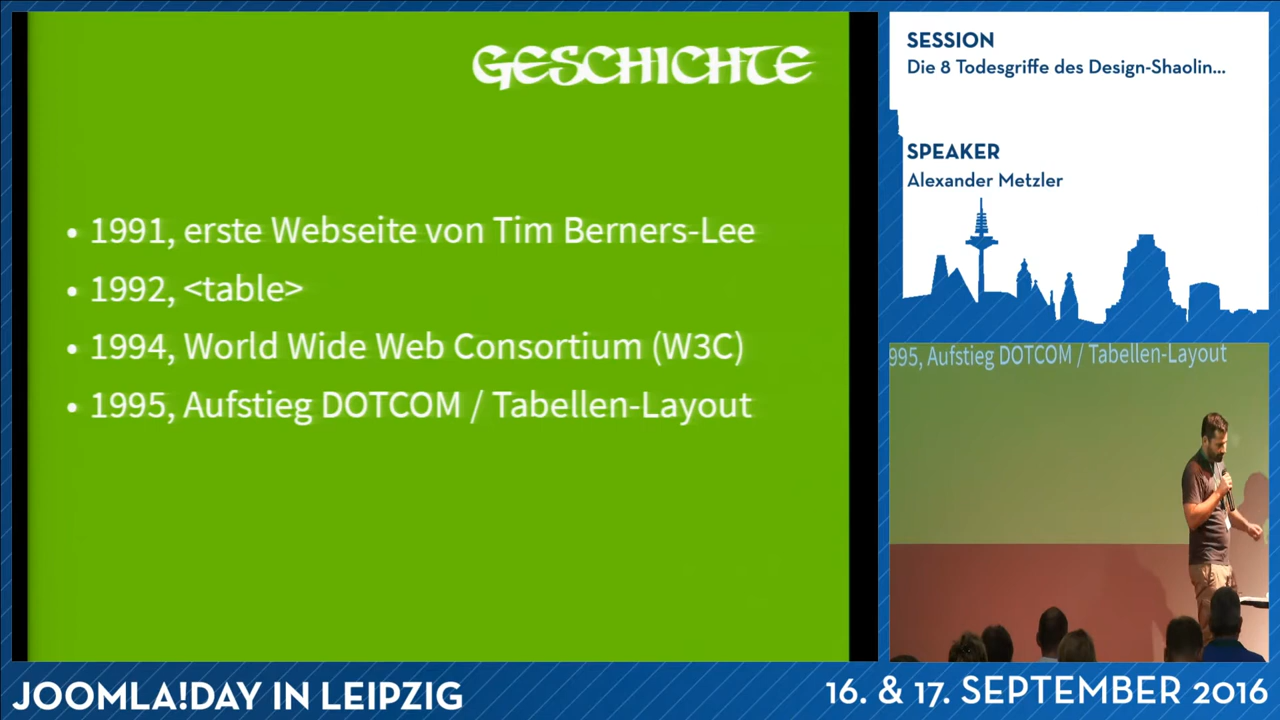 GESCHICHTE
• 1991, erste Webseite von Tim Berners-Lee
• 1992, <table>
• 1994, World Wide Web Consortium (W3C)
• 1995, Aufstieg DOTCOM / Tabellen-Layout
SESSION
Die 8 Todesgriffe des Design-Shaolin...
SPEAKER
Alexander Metzler
995, Aufstieg DOTCOM / Tabellen-Layout
JOOMLA!DAY IN LEIPZIG
16. & 17. SEPTEMBER 2016